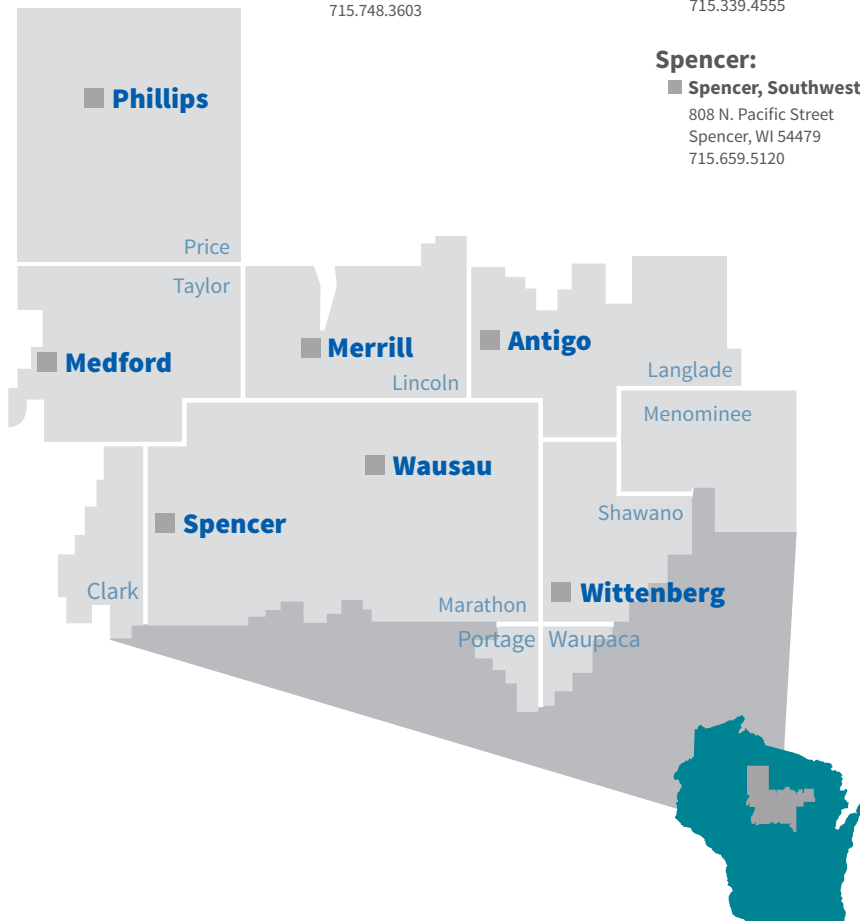 715.748.3603
715.339.4555
Spencer:
Spencer, Southwest
808 N. Pacific Street
Spencer, WI 54479
715.659.5120
Phillips
Price
Taylor
Medford
Merrill
Lincoln
Antigo
Langlade
Menominee
Wausau
Spencer
Shawano
Clark
Marathon
Wittenberg
Portage
Waupaca